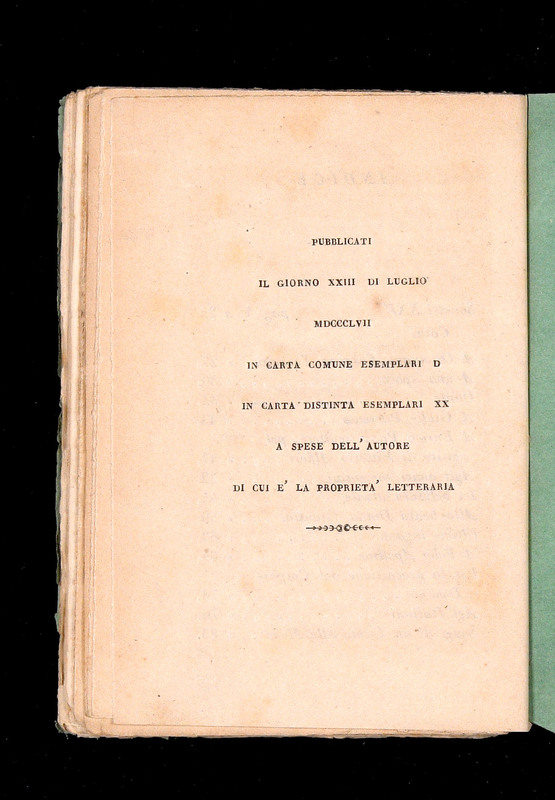 PUBBLICATI
IL GIORNO XXIII DI LUGLIO
MDCCCLVII
IN CARTA COMUNE ESEMPLARI D
IN CARTA DISTINTA ESEMPLARI XX
A SPESE DELL' AUTORE
DI CUI E' LA PROPRIETA' LETTERARIA